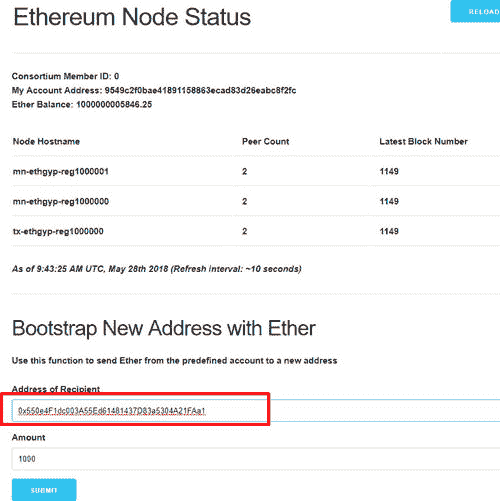 Ethereum Node Status
RELOAD
Consortium Member ID: 0
My Account Address: 9549c2f0bae41891158863ecad83d26eabc8f2fc
Ether Balance: 1000000005846.25
Node Hostname Peer Count Latest Block Number
mn-ethgyp-reg1000001 2 1149
mn-ethgyp-reg1000000 2 1149
tx-ethgyp-reg1000000 2 1149
As of 9:43:25 AM UTC, May 28th 2018 (Refresh interval: ~10 seconds)
Bootstrap New Address with Ether
Use this function to send Ether from the predefined account to a new address
Address of Recipient
0x550e4F1dc003A55Ed61481437D83a5304A21FAa1
Amount
1000
SUBMIT